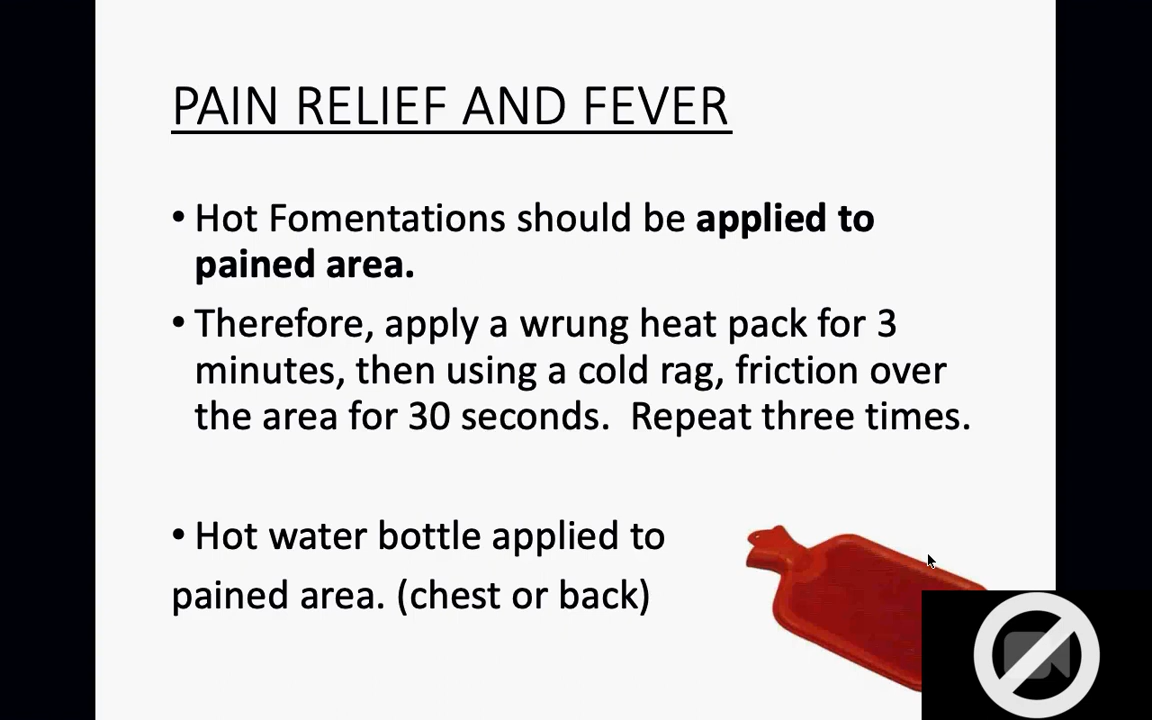 PAIN RELIEF AND FEVER
• Hot Fomentations should be applied to
pained area.
• Therefore, apply a wrung heat pack for 3
minutes, then using a cold rag, friction over
the area for 30 seconds.  Repeat three times.
• Hot water bottle applied to
pained area. (chest or back)